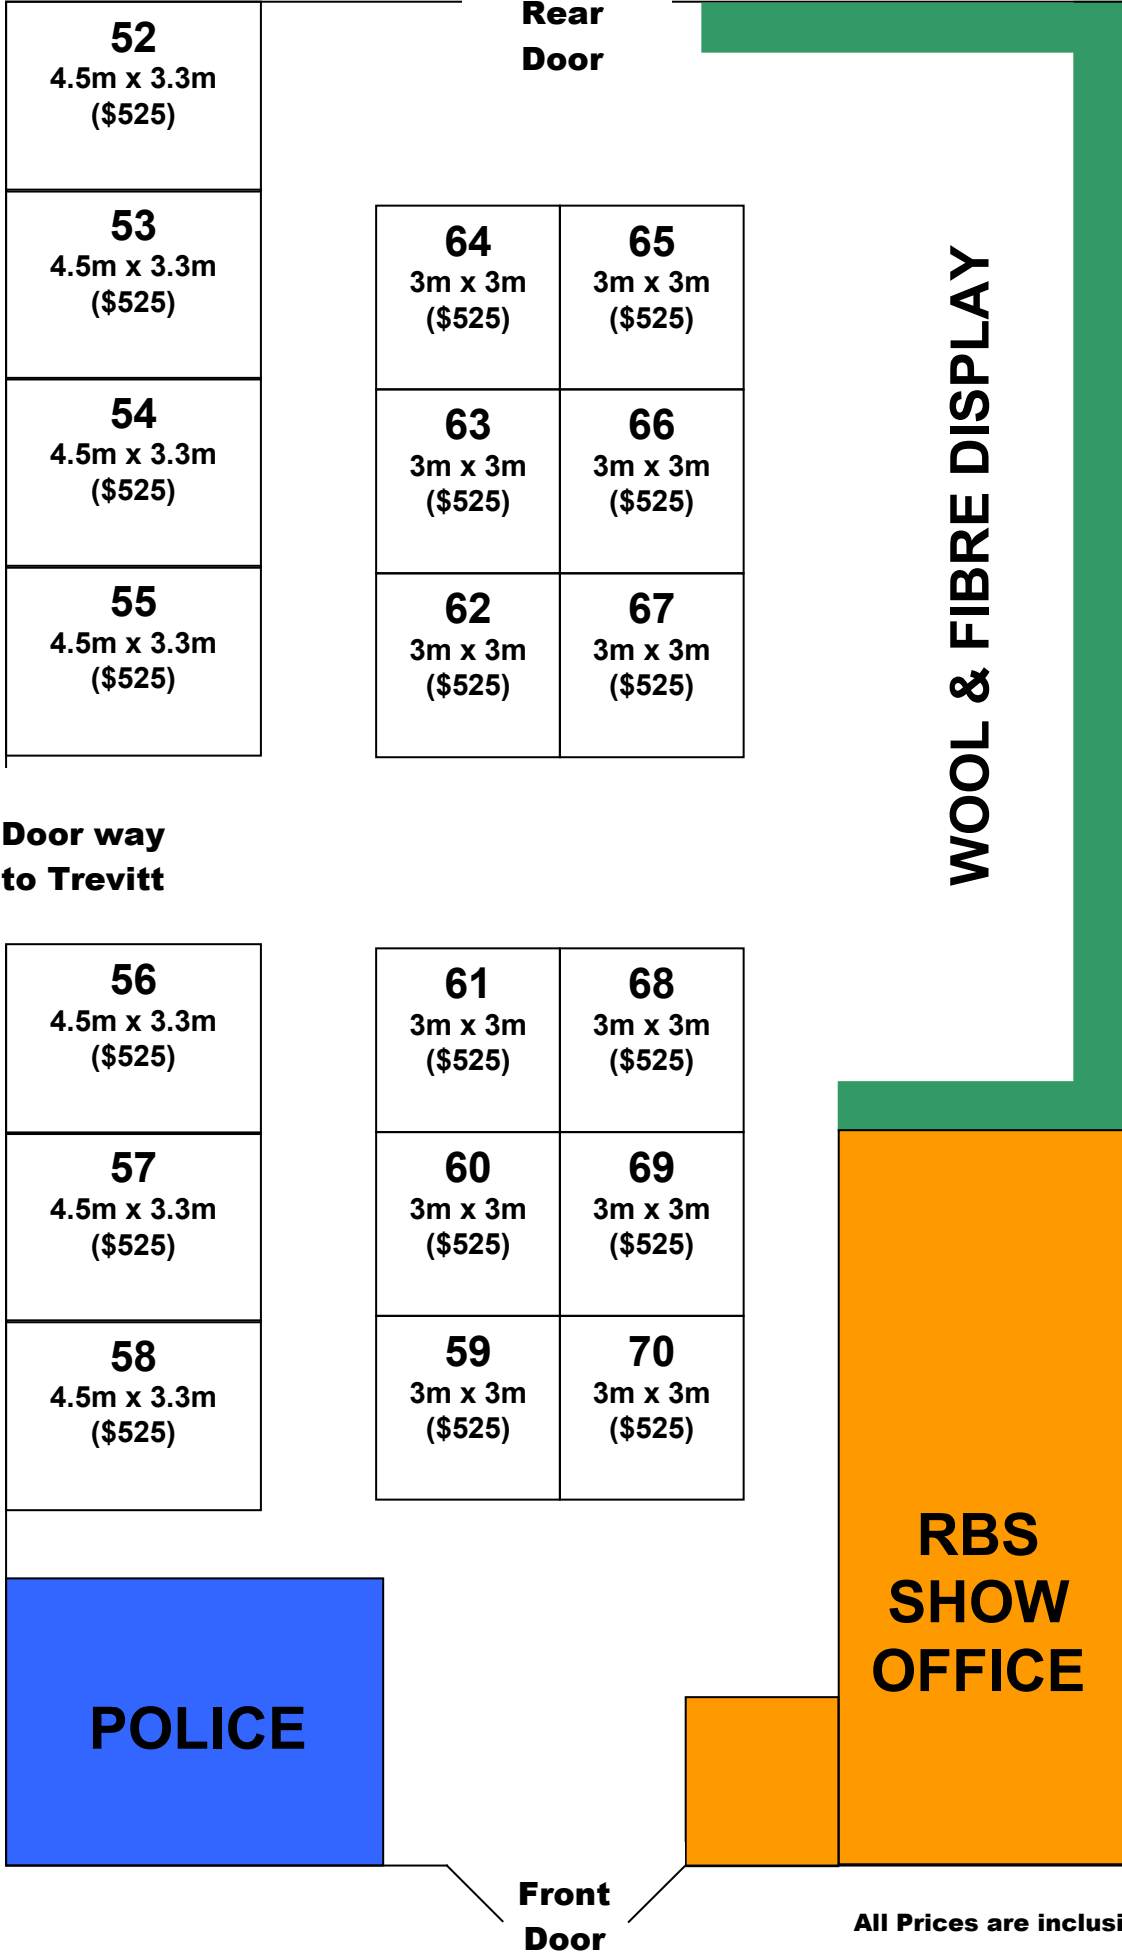 Rear
Door
52
4.5m x 3.3m
($525)
53
4.5m x 3.3m
($525)
64
3m x 3m
($525)
65
3m x 3m
($525)
54
4.5m x 3.3m
($525)
63
3m x 3m
($525)
66
3m x 3m
($525)
55
4.5m x 3.3m
($525)
62
3m x 3m
($525)
67
3m x 3m
($525)
WOOL & FIBRE DISPLAY
Door way
to Trevitt
56
4.5m x 3.3m
($525)
61
3m x 3m
($525)
68
3m x 3m
($525)
57
4.5m x 3.3m
($525)
60
3m x 3m
($525)
69
3m x 3m
($525)
58
4.5m x 3.3m
($525)
59
3m x 3m
($525)
70
3m x 3m
($525)
RBS
SHOW
OFFICE
POLICE
Front
Door
All Prices are inclusi